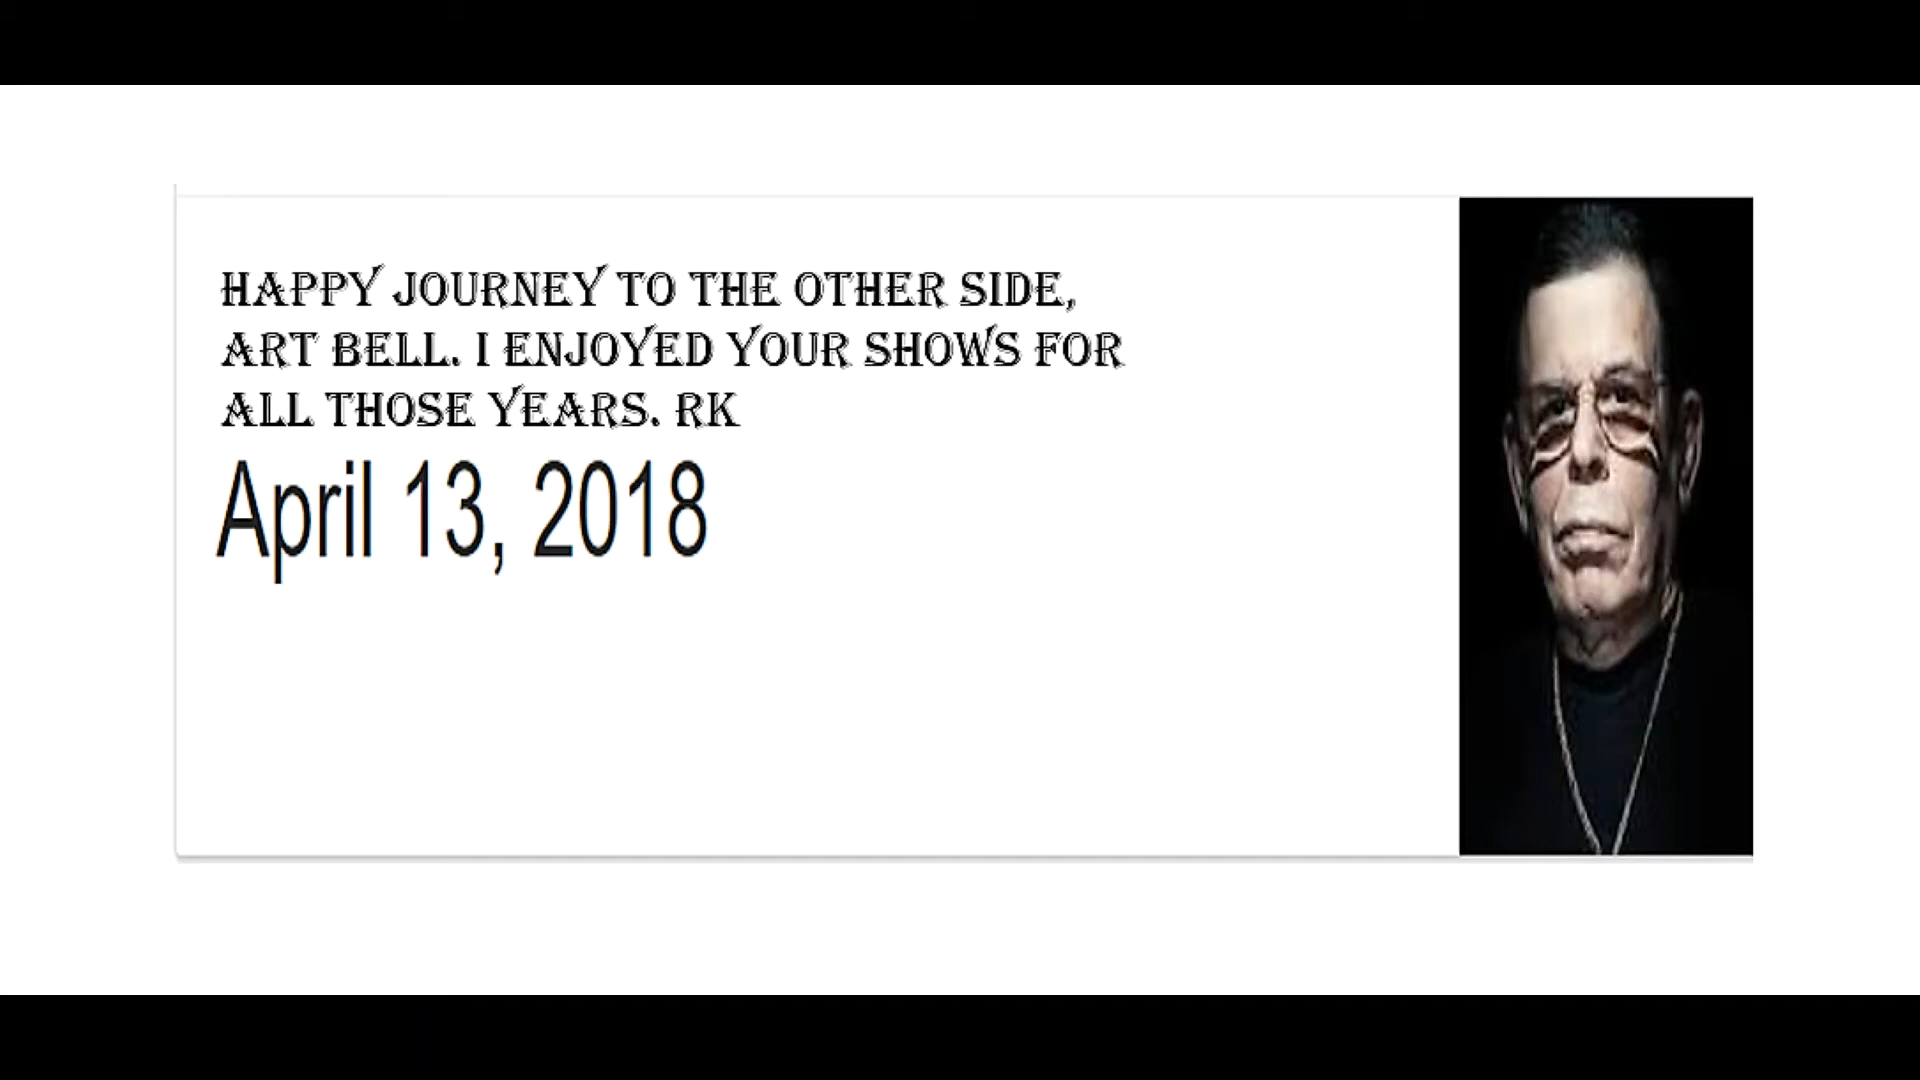 HAPPY JOURNEY TO THE OTHER SIDE,
ART BELL. I ENJOYED YOUR SHOWS FOR
ALL THOSE YEARS. RK
April 13, 2018